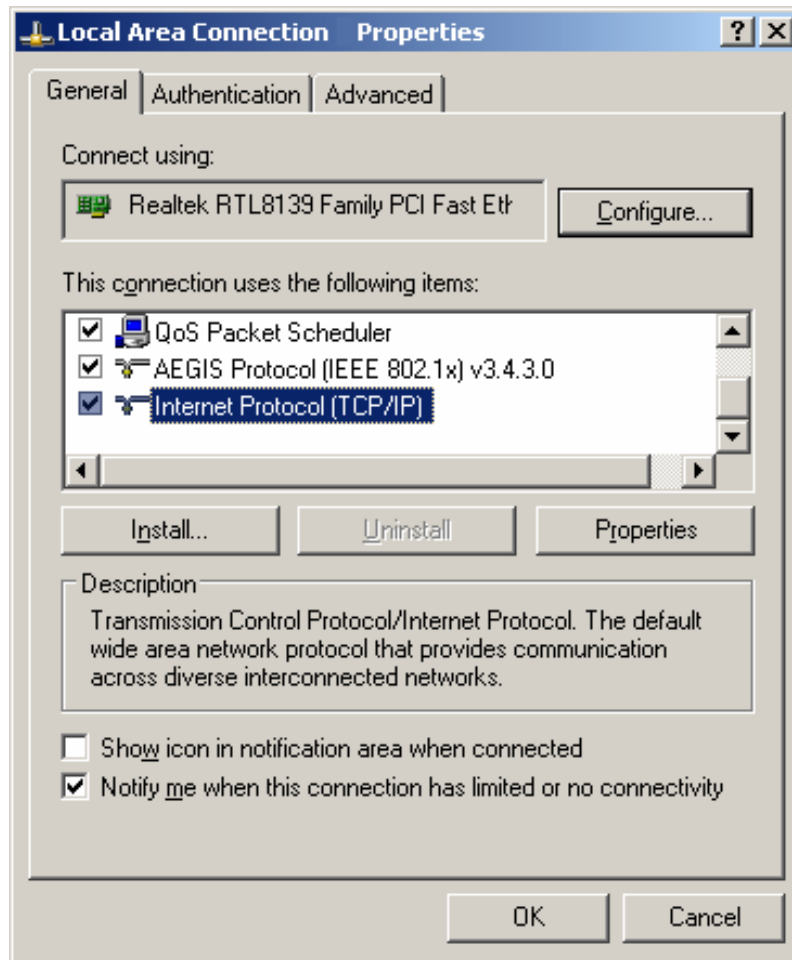 Local Area Connection Properties
General Authentication Advanced
Connect using:
Realtek RTL8139 Family PCI Fast Eth Configure...
This connection uses the following items:
QoS Packet Scheduler
AEGIS Protocol (IEEE 802.1x) v3.4.3.0
Internet Protocol (TCP/IP)
Install... Uninstall Properties
Description
Transmission Control Protocol/Internet Protocol. The default
wide area network protocol that provides communication
across diverse interconnected networks.
Show icon in notification area when connected
Notify me when this connection has limited or no connectivity
OK Cancel